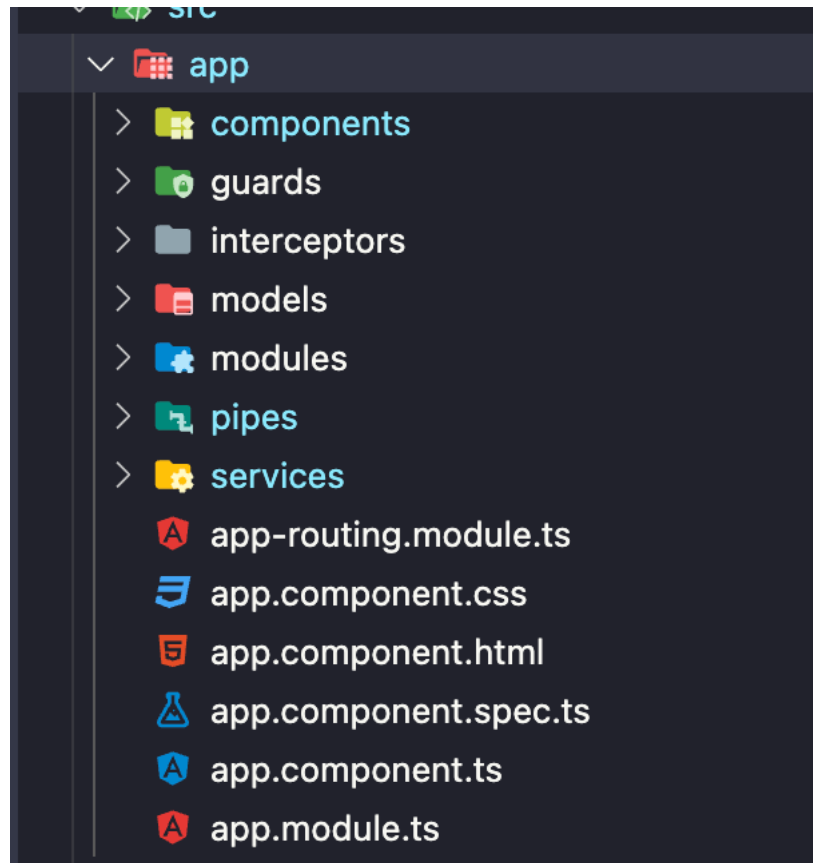 src
app
components
guards
interceptors
models
modules
pipes
services
app-routing.module.ts
app.component.css
app.component.html
app.component.spec.ts
app.component.ts
app.module.ts